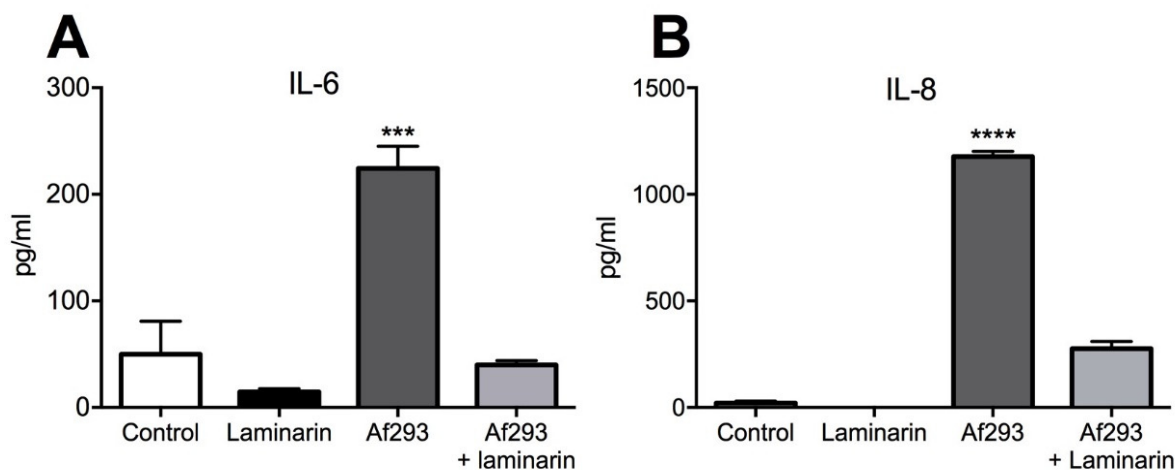 A
IL-6
***
300
200
100
0
pg/ml
Control
Laminarin
Af293
Af293
+ laminarin
B
IL-8
****
1500
1000
500
0
pg/ml
Control
Laminarin
Af293
Af293
+ Laminarin